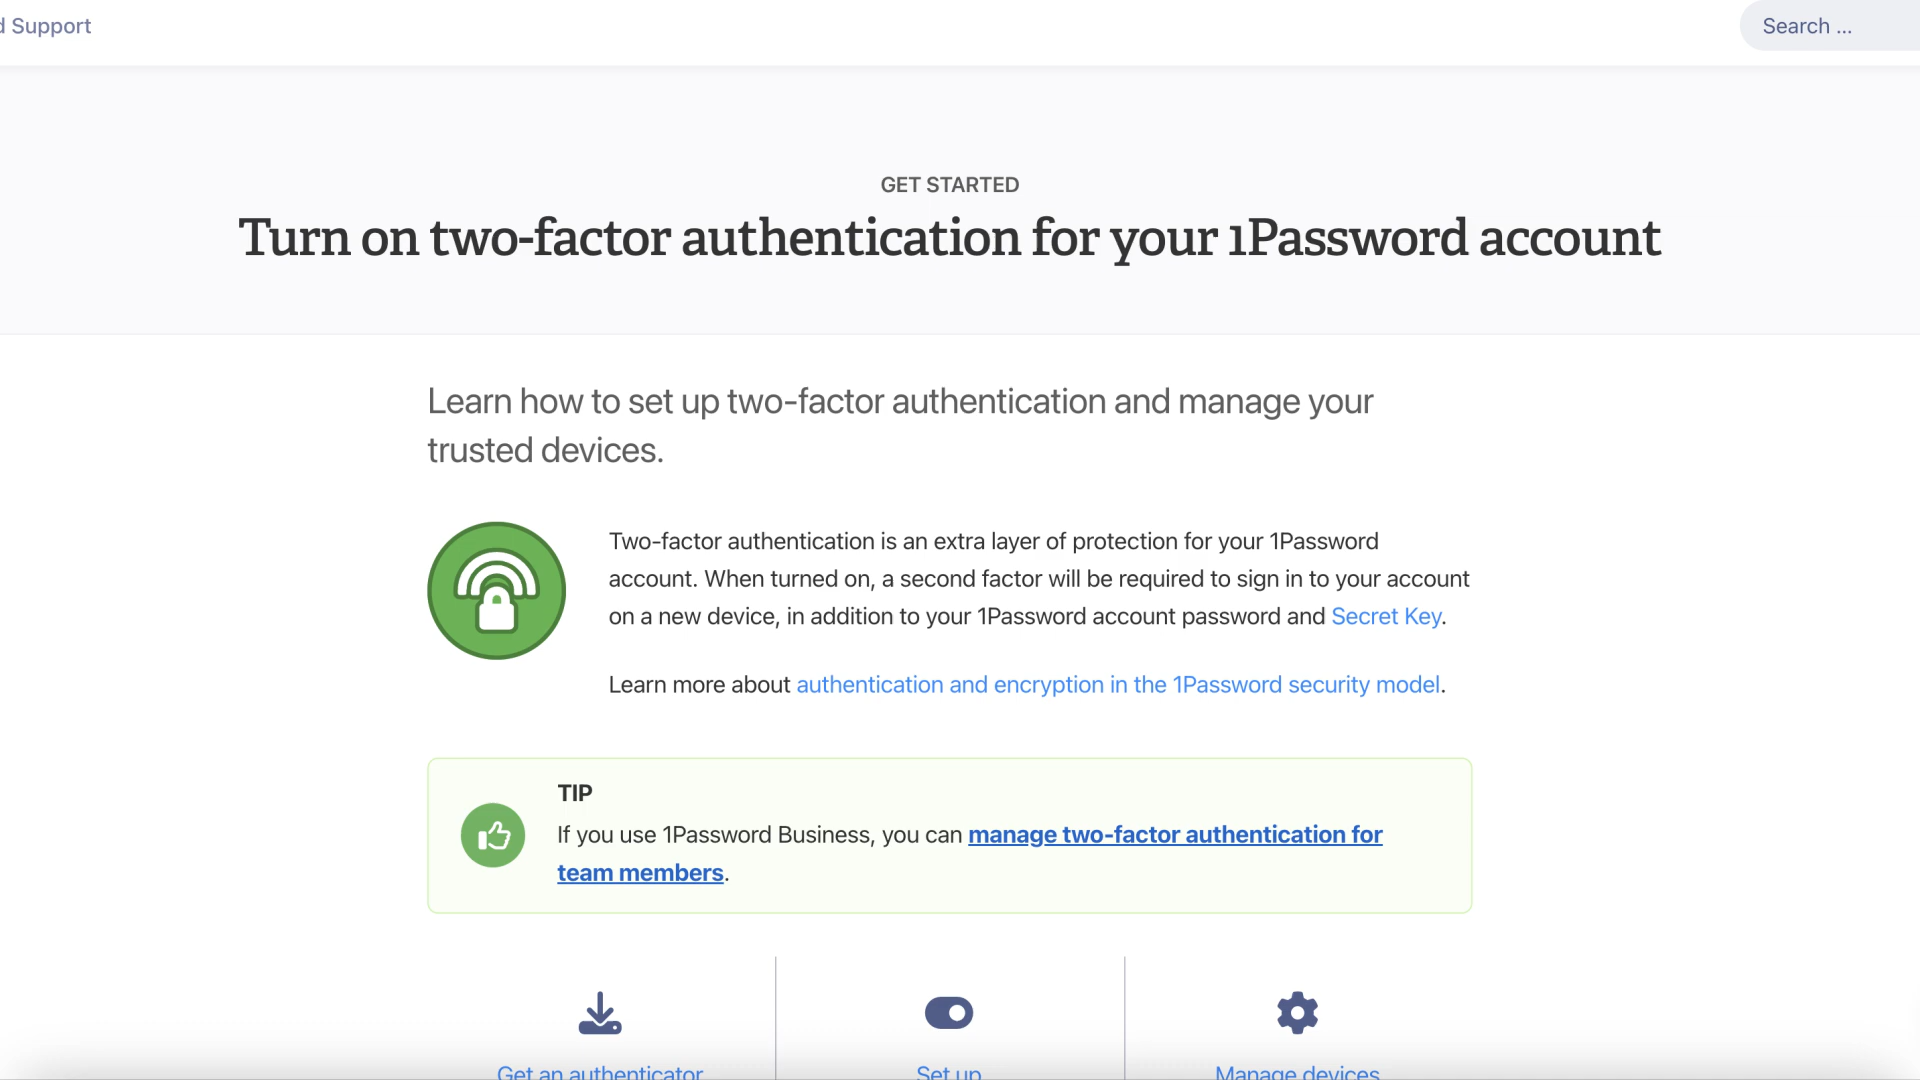 d Support
Search ...
GET STARTED
Turn on two-factor authentication for your 1Password account
Learn how to set up two-factor authentication and manage your
trusted devices.
Two-factor authentication is an extra layer of protection for your 1Password
account. When turned on, a second factor will be required to sign in to your account
on a new device, in addition to your 1Password account password and Secret Key.
Learn more about authentication and encryption in the 1Password security model.
TIP
If you use 1Password Business, you can manage two-factor authentication for
team members.
Get an authenticator
Set up
Manage devices